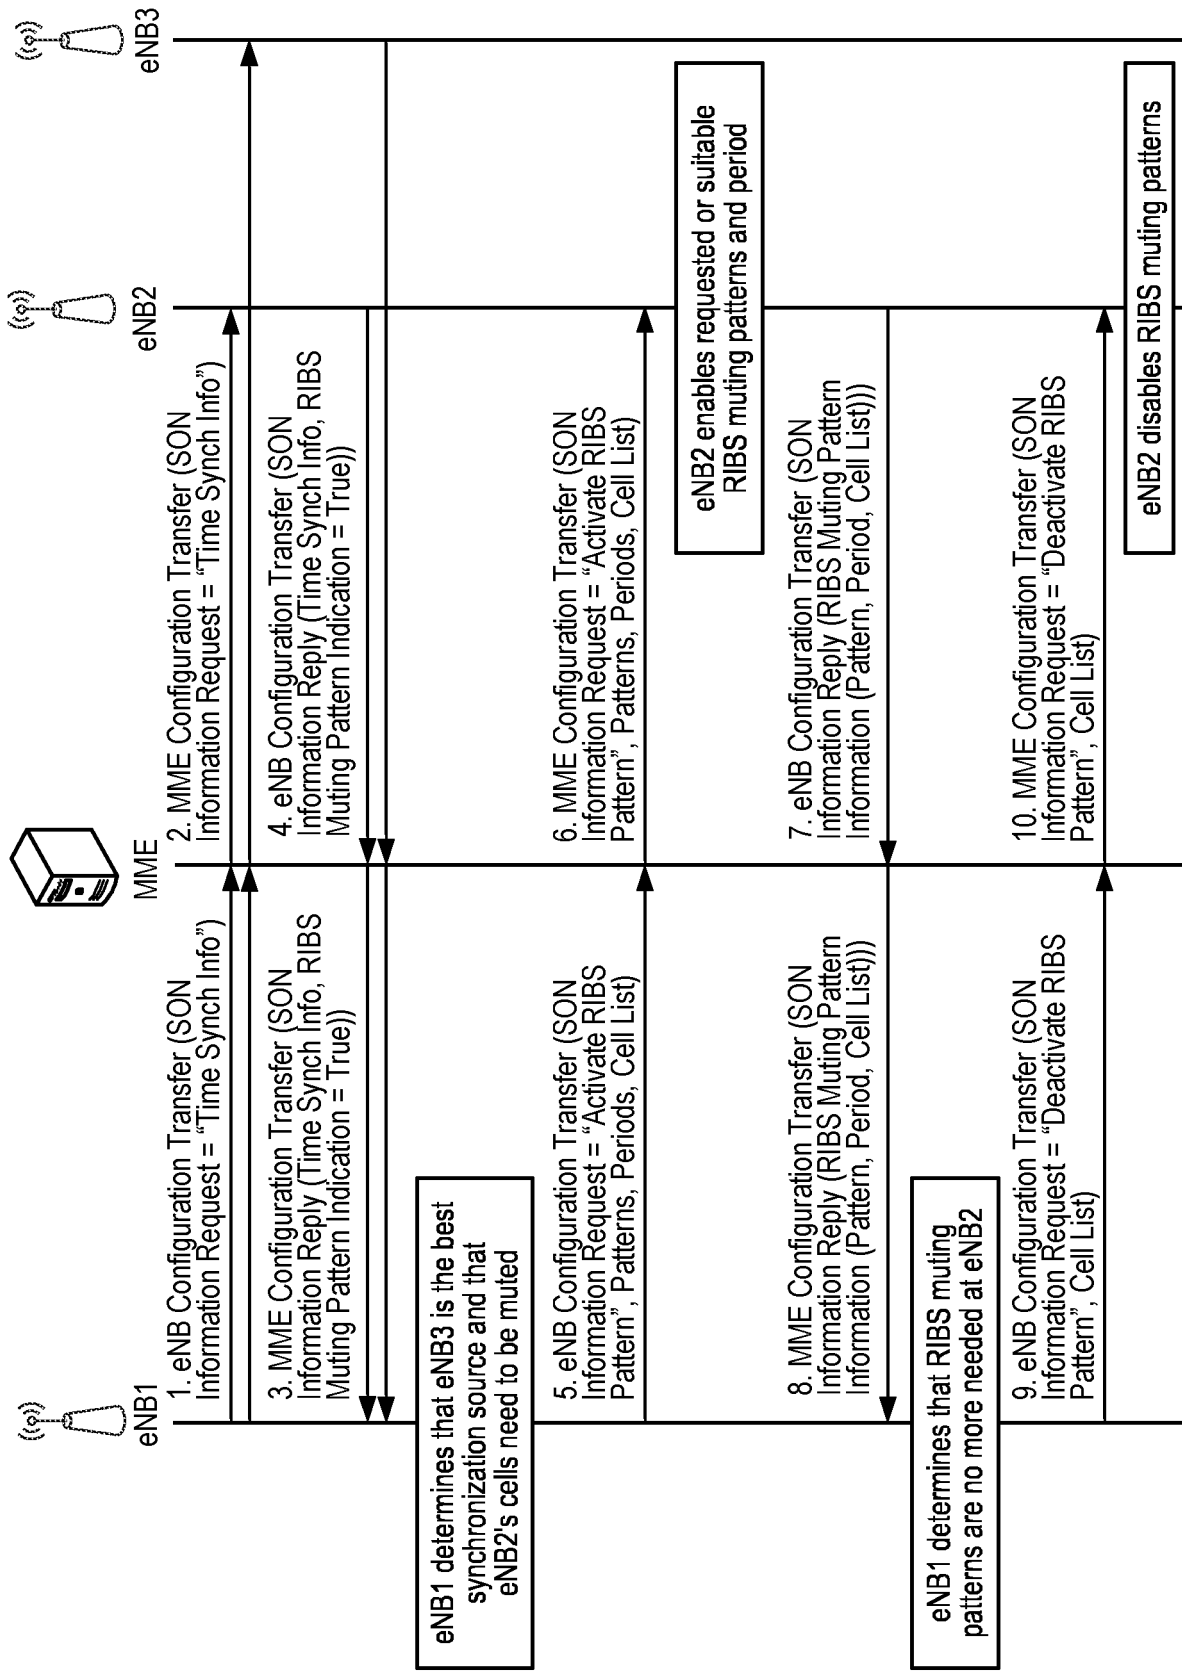 eNB1
MME
eNB2
eNB3
1. eNB Configuration Transfer (SON
Information Request = “Time Synch Info”)
2. MME Configuration Transfer (SON
Information Request = “Time Synch Info”)
3. MME Configuration Transfer (SON
Information Reply (Time Synch Info, RIBS
Muting Pattern Indication = True))
4. eNB Configuration Transfer (SON
Information Reply (Time Synch Info, RIBS
Muting Pattern Indication = True))
eNB1 determines that eNB3 is the best
synchronization source and that
eNB2's cells need to be muted
5. eNB Configuration Transfer (SON
Information Request = “Activate RIBS
Pattern”, Patterns, Periods, Cell List)
6. MME Configuration Transfer (SON
Information Request = “Activate RIBS
Pattern”, Patterns, Periods, Cell List)
eNB2 enables requested or suitable
RIBS muting patterns and period
7. eNB Configuration Transfer (SON
Information Reply (RIBS Muting Pattern
Information (Pattern, Period, Cell List)))
8. MME Configuration Transfer (SON
Information Reply (RIBS Muting Pattern
Information (Pattern, Period, Cell List)))
eNB1 determines that RIBS muting
patterns are no more needed at eNB2
9. eNB Configuration Transfer (SON
Information Request = “Deactivate RIBS
Pattern”, Cell List)
10. MME Configuration Transfer (SON
Information Request = “Deactivate RIBS
Pattern”, Cell List)
eNB2 disables RIBS muting patterns